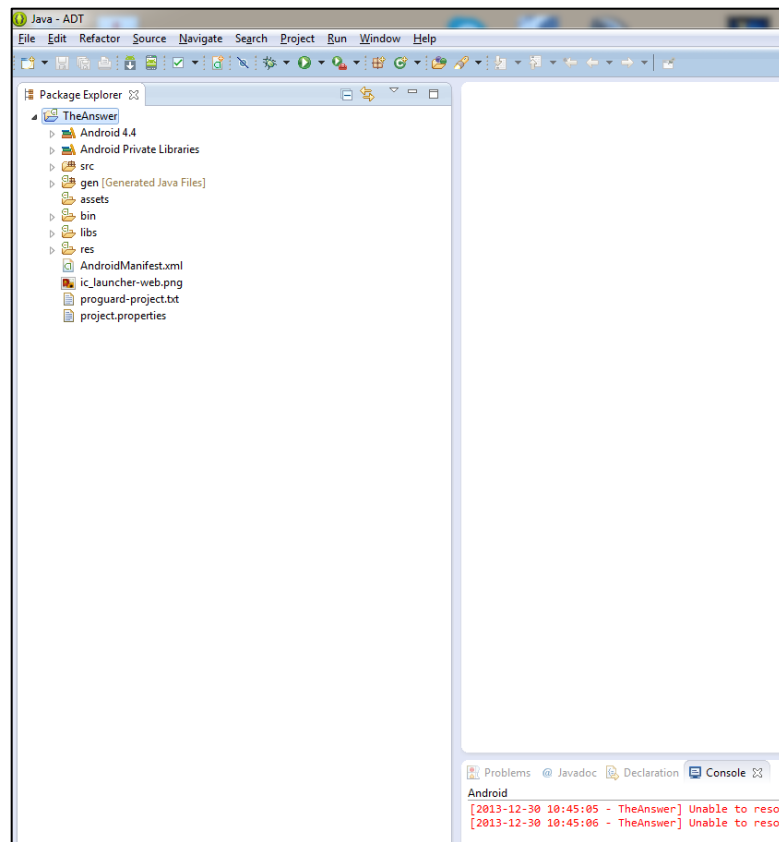 Java - ADT
File Edit Refactor Source Navigate Search Project Run Window Help
Package Explorer
TheAnswer
Android 4.4
Android Private Libraries
src
gen [Generated Java Files]
assets
bin
libs
res
AndroidManifest.xml
ic_launcher-web.png
proguard-project.txt
project.properties
Problems @ Javadoc Declaration Console
Android
[2013-12-30 10:45:05 - TheAnswer] Unable to reso
[2013-12-30 10:45:06 - TheAnswer] Unable to reso